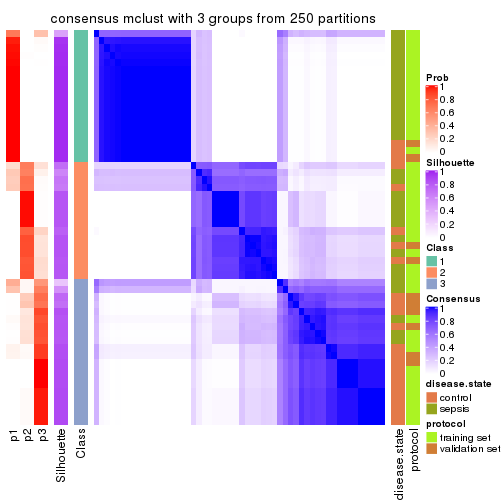 consensus mclust with 3 groups from 250 partitions
Prob
1
0.8
0.6
0.4
0.2
0
Silhouette
1
0.8
0.6
0.4
0.2
0
Class
1
2
3
Consensus
1
0.8
0.6
0.4
0.2
0
disease.state
control
sepsis
protocol
training set
validation set
p1
p2
p3
Silhouette
Class
disease.state
protocol